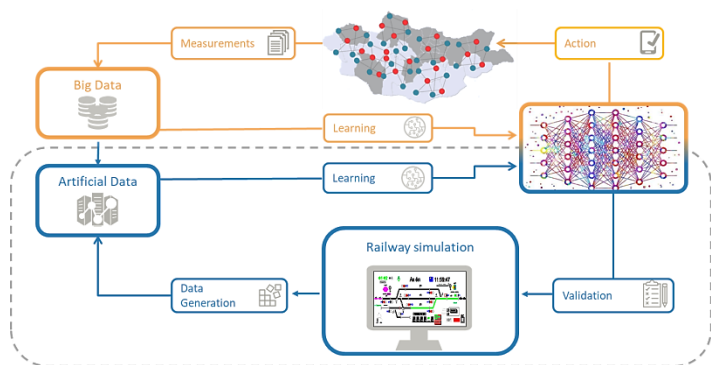 Measurements
Action
Big Data
Learning
Artificial Data
Learning
Railway simulation
Data
Generation
Validation